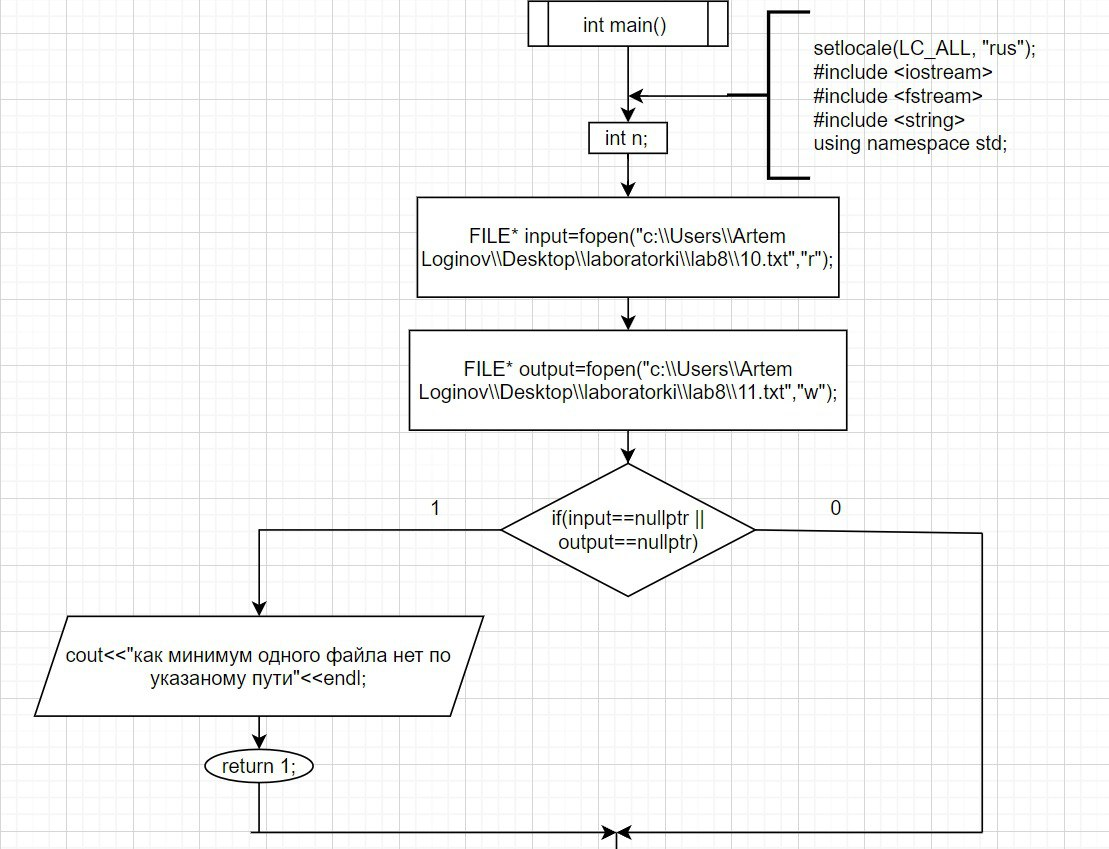 int main()
setlocale(LC_ALL, "rus");
#include <iostream>
#include <fstream>
#include <string>
using namespace std;
int n;
FILE* input=fopen("c:\\Users\\Artem
Loginov\\Desktop\\laboratorki\\lab8\\10.txt","r");
FILE* output=fopen("c:\\Users\\Artem
Loginov\\Desktop\\laboratorki\\lab8\\11.txt","w");
1
0
if(input==nullptr ||
output==nullptr)
cout<<"как минимум одного файла нет по
указаному пути"<<endl;
return 1;